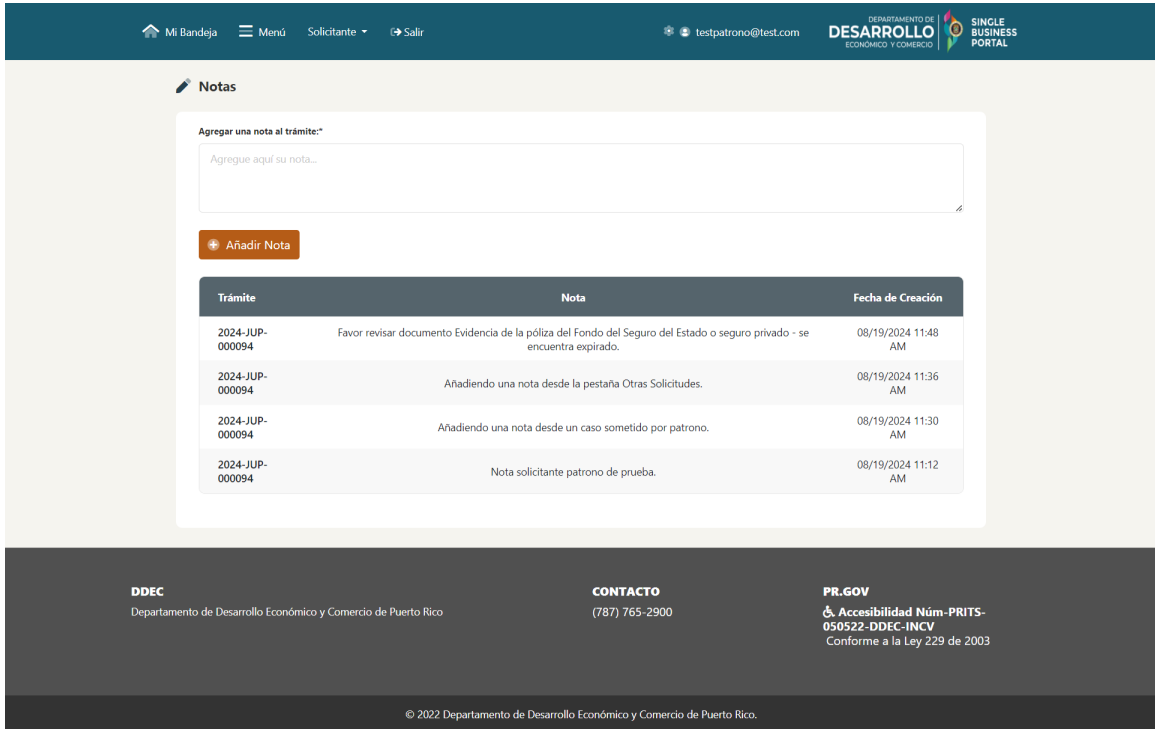 Mi Bandeja Menú Solicitante Salir testpatrono@test.com
DEPARTAMENTO DE
DESARROLLO
ECONÓMICO Y COMERCIO
SINGLE
BUSINESS
PORTAL
Notas
Agregar una nota al trámite:*
Agregue aquí su nota...
Añadir Nota
Trámite Nota Fecha de Creación
2024-JUP-
000094
Favor revisar documento Evidencia de la póliza del Fondo del Seguro del Estado o seguro privado - se
encuentra expirado.
08/19/2024 11:48
AM
2024-JUP-
000094
Añadiendo una nota desde la pestaña Otras Solicitudes.
08/19/2024 11:36
AM
2024-JUP-
000094
Añadiendo una nota desde un caso sometido por patrono.
08/19/2024 11:30
AM
2024-JUP-
000094
Nota solicitante patrono de prueba.
08/19/2024 11:12
AM
DDEC
Departamento de Desarrollo Económico y Comercio de Puerto Rico
CONTACTO
(787) 765-2900
PR.GOV
Accesibilidad Núm-PRITS-
050522-DDEC-INCV
Conforme a la Ley 229 de 2003
© 2022 Departamento de Desarrollo Económico y Comercio de Puerto Rico.